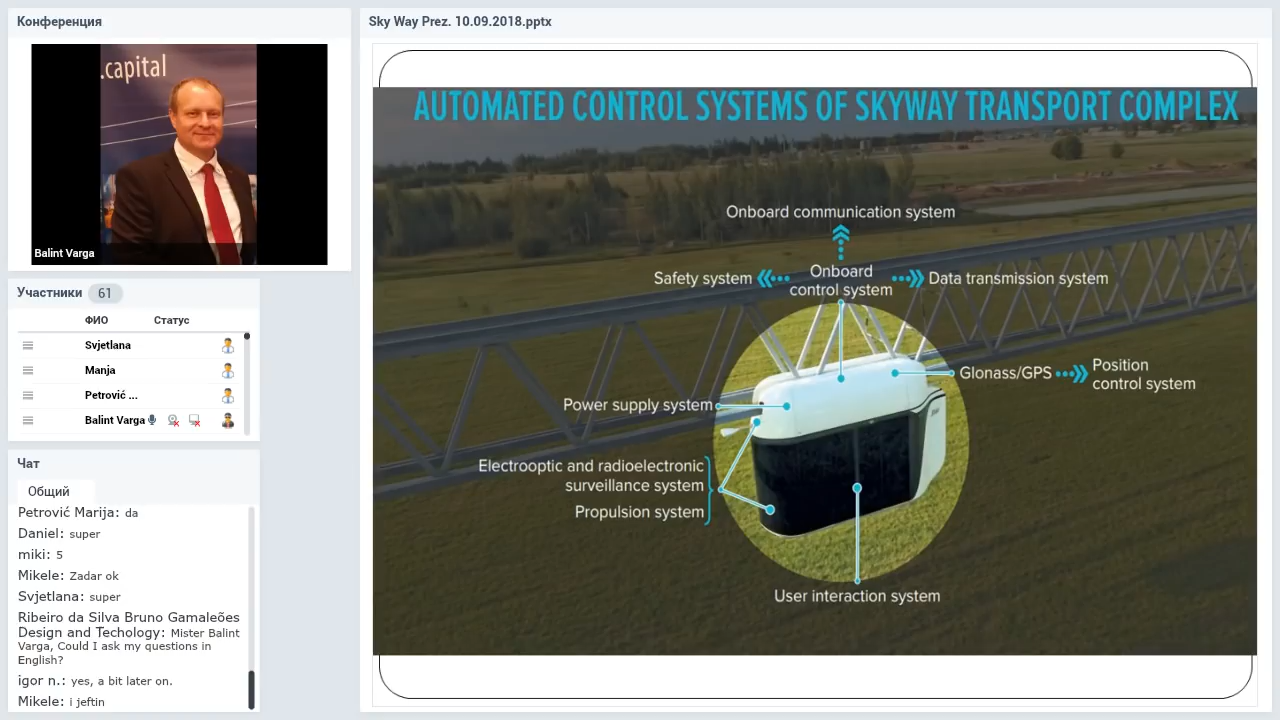 Конференция
.capital
Balint Varga
Участники 61
ФИО Статус
Svjetlana
Manja
Petrović ...
Balint Varga
Чат
Общий
Petrović Marija: da
Daniel: super
miki: 5
Mikele: Zadar ok
Svjetlana: super
Ribeiro da Silva Bruno Gamaleões
Design and Techology: Mister Balint
Varga, Could I ask my questions in
English?
igor n.: yes, a bit later on.
Mikele: i jeftin
Sky Way Prez. 10.09.2018.pptx
AUTOMATED CONTROL SYSTEMS OF SKYWAY TRANSPORT COMPLEX
Onboard communication system
Safety system
Onboard
control system
Data transmission system
Glonass/GPS
Position
control system
Power supply system
Electrooptic and radioelectronic
surveillance system
Propulsion system
User interaction system